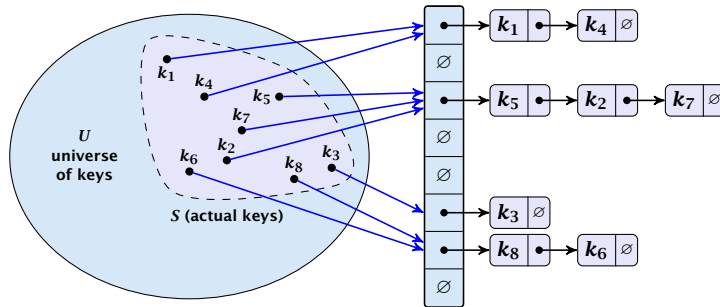 k₁
k₄
k₅
k₇
k₂
k₆
k₈
k₃
U
universe
of keys
S (actual keys)
k₁ k₄ ∅
∅
k₅ k₂ k₇ ∅
∅
∅
k₃ ∅
k₈ k₆ ∅
∅